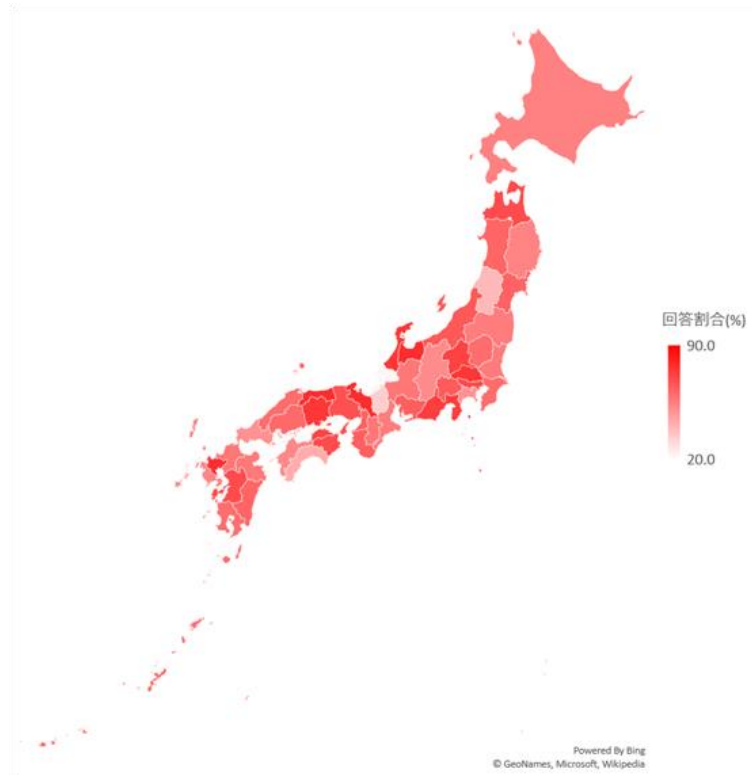 回答割合(%)
90.0
20.0
Powered By Bing
© GeoNames, Microsoft, Wikipedia